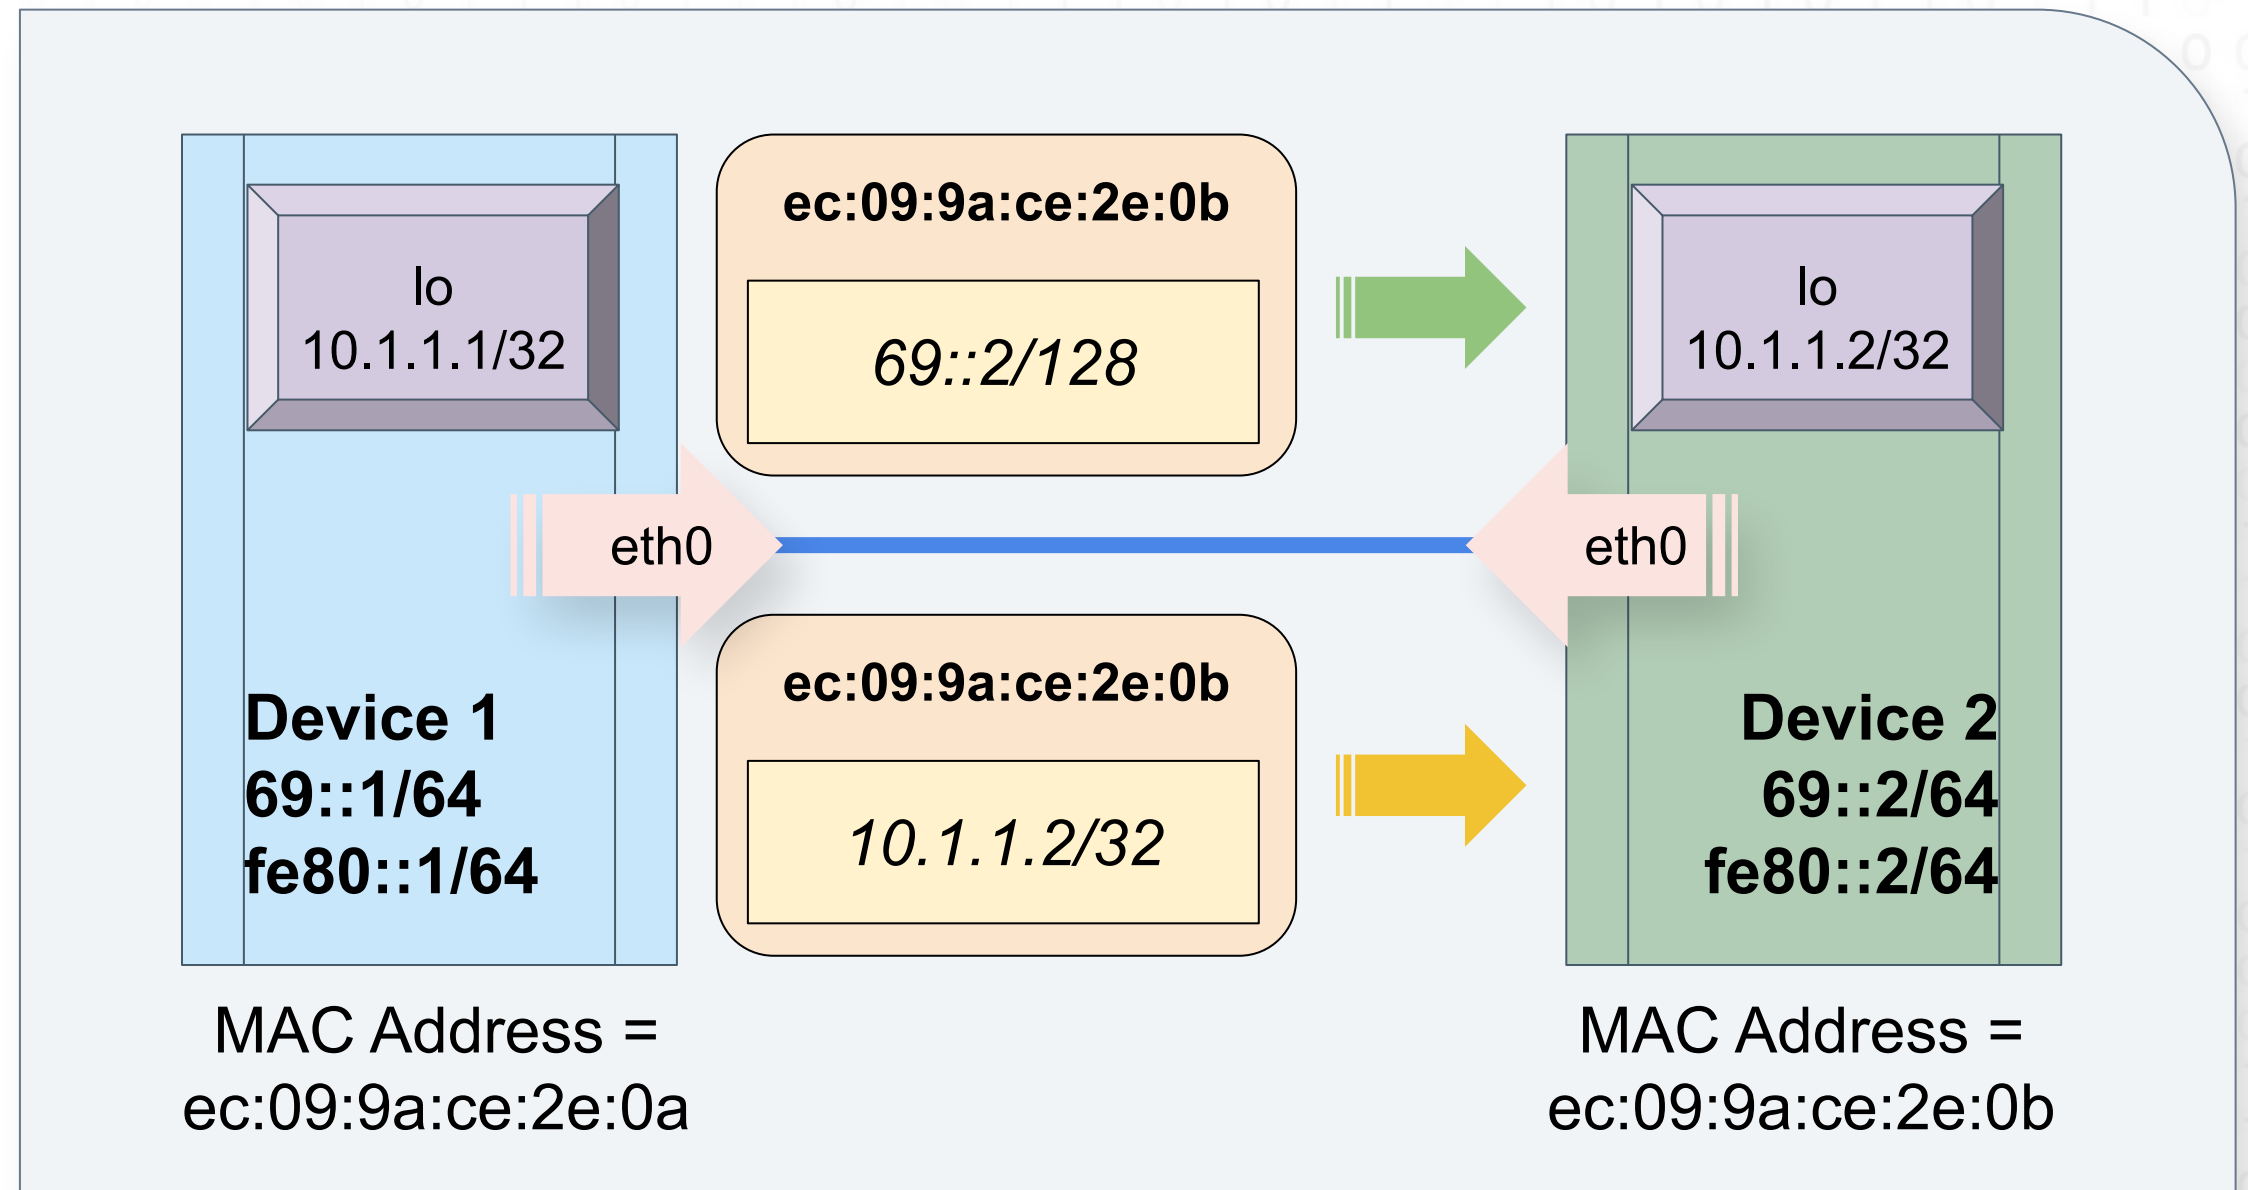 lo
10.1.1.1/32
ec:09:9a:ce:2e:0b
69::2/128
lo
10.1.1.2/32
eth0
eth0
Device 1
69::1/64
fe80::1/64
ec:09:9a:ce:2e:0b
10.1.1.2/32
Device 2
69::2/64
fe80::2/64
MAC Address =
ec:09:9a:ce:2e:0a
MAC Address =
ec:09:9a:ce:2e:0b